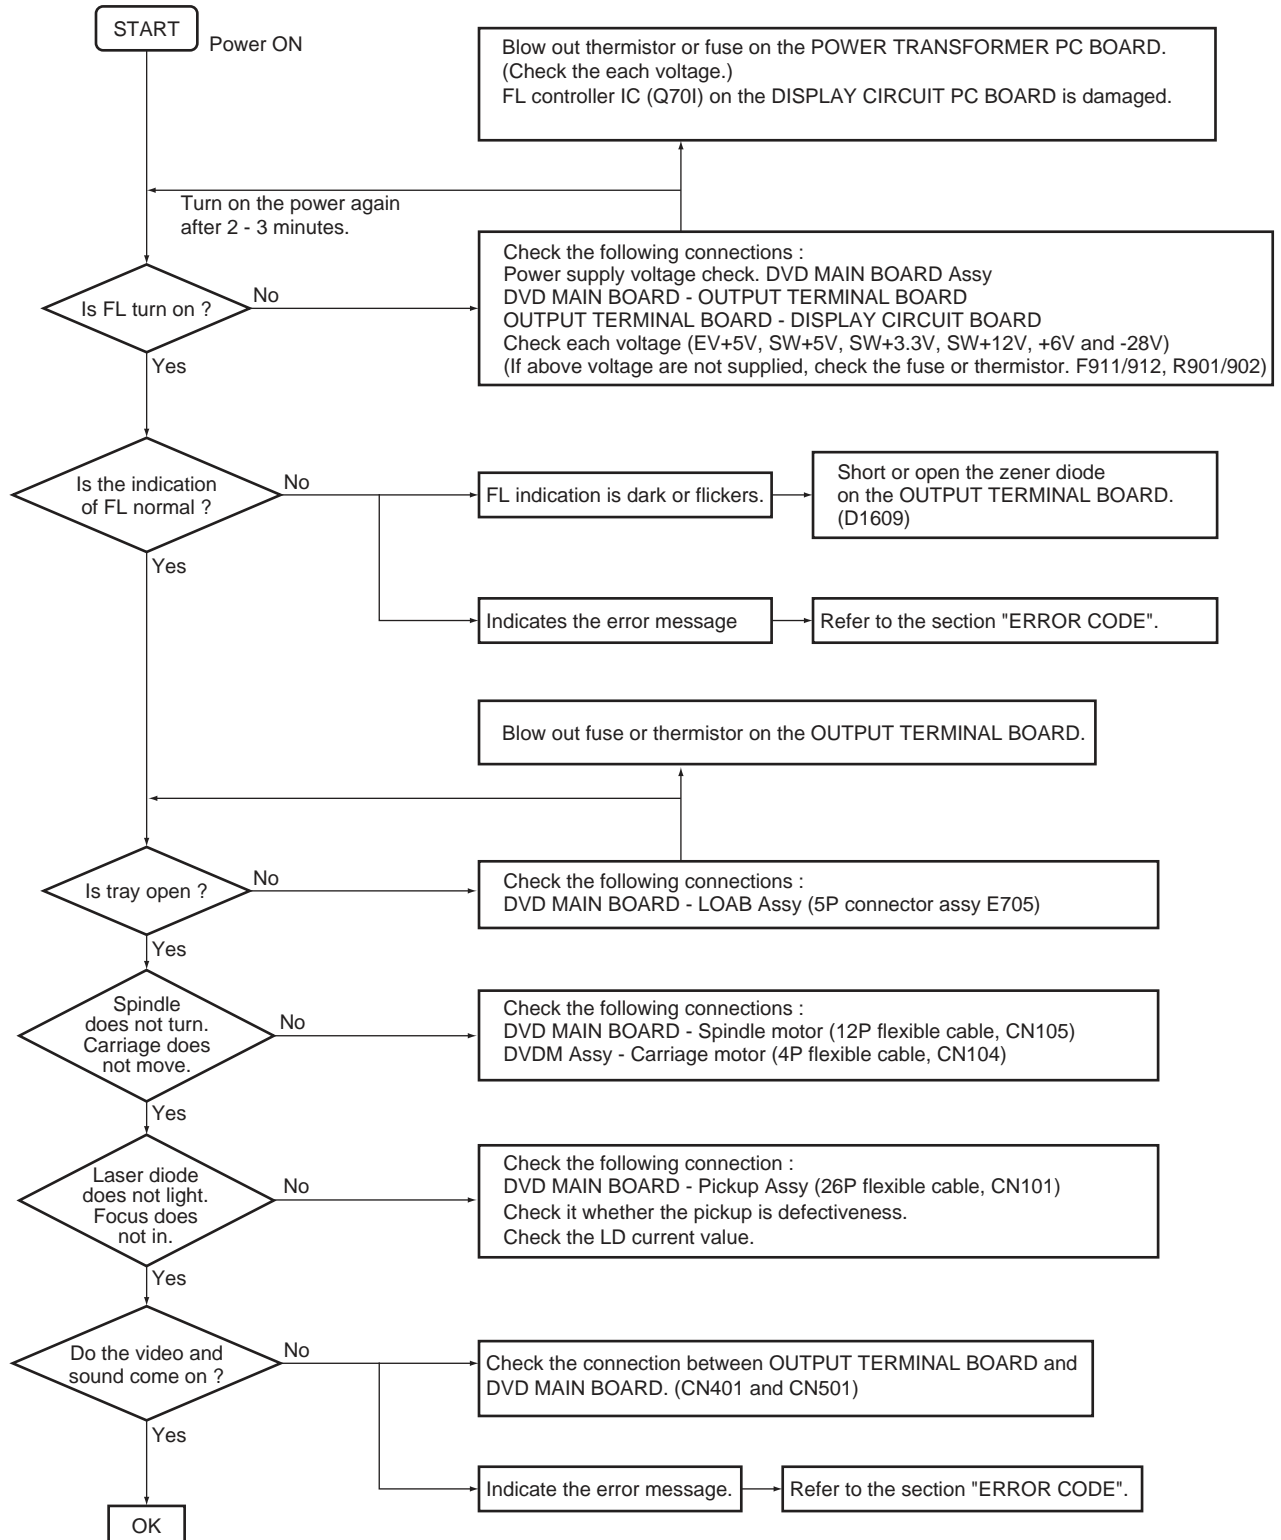 START
Power ON
Blow out thermistor or fuse on the POWER TRANSFORMER PC BOARD.
(Check the each voltage.)
FL controller IC (Q70I) on the DISPLAY CIRCUIT PC BOARD is damaged.
Turn on the power again
after 2 - 3 minutes.
Is FL turn on ?
No
Yes
Check the following connections :
Power supply voltage check. DVD MAIN BOARD Assy
DVD MAIN BOARD - OUTPUT TERMINAL BOARD
OUTPUT TERMINAL BOARD - DISPLAY CIRCUIT BOARD
Check each voltage (EV+5V, SW+5V, SW+3.3V, SW+12V, +6V and -28V)
(If above voltage are not supplied, check the fuse or thermistor. F911/912, R901/902)
Is the indication
of FL normal ?
No
Yes
FL indication is dark or flickers.
Short or open the zener diode
on the OUTPUT TERMINAL BOARD.
(D1609)
Indicates the error message
Refer to the section "ERROR CODE".
Blow out fuse or thermistor on the OUTPUT TERMINAL BOARD.
Is tray open ?
No
Yes
Check the following connections :
DVD MAIN BOARD - LOAB Assy (5P connector assy E705)
Spindle
does not turn.
Carriage does
not move.
No
Yes
Check the following connections :
DVD MAIN BOARD - Spindle motor (12P flexible cable, CN105)
DVDM Assy - Carriage motor (4P flexible cable, CN104)
Laser diode
does not light.
Focus does
not in.
No
Yes
Check the following connection :
DVD MAIN BOARD - Pickup Assy (26P flexible cable, CN101)
Check it whether the pickup is defectiveness.
Check the LD current value.
Do the video and
sound come on ?
No
Yes
Check the connection between OUTPUT TERMINAL BOARD and
DVD MAIN BOARD. (CN401 and CN501)
Indicate the error message.
Refer to the section "ERROR CODE".
OK